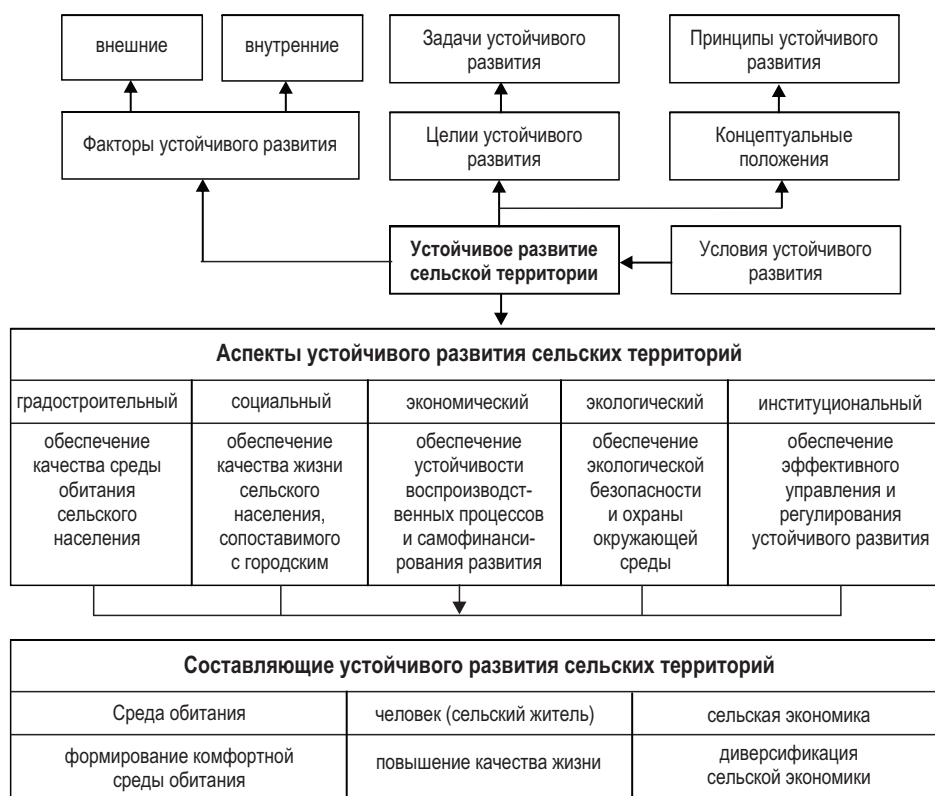 внешние
внутренние
Задачи устойчивого
развития
Принципы устойчивого
развития
Факторы устойчивого развития
Целии устойчивого
развития
Концептуальные
положения
Устойчивое развитие
сельской территории
Условия устойчивого
развития
Аспекты устойчивого развития сельских территорий
градостроительный
социальный
экономический
экологический
институциональный
обеспечение
качества среды
обитания
сельского
населения
обеспечение
качества жизни
сельского
населения,
сопоставимого
с городским
обеспечение
устойчивости
воспроизводст-
венных процессов
и самофинанси-
рования развития
обеспечение
экологической
безопасности
и охраны
окружающей
среды
обеспечение
эффективного
управления и
регулирования
устойчивого развития
Составляющие устойчивого развития сельских территорий
Среда обитания
человек (сельский житель)
сельская экономика
формирование комфортной
среды обитания
повышение качества жизни
диверсификация
сельской экономики